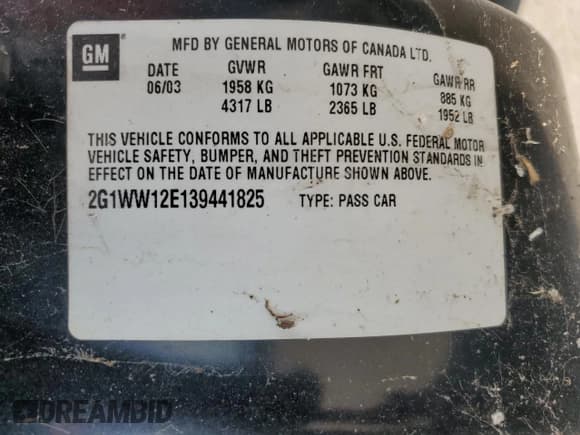 GM
MFD BY GENERAL MOTORS OF CANADA LTD.
DATE GVWR GAWR FRT GAWR RR
06/03 1958 KG 1073 KG 885 KG
4317 LB 2365 LB 1952 LB
THIS VEHICLE CONFORMS TO ALL APPLICABLE U.S. FEDERAL MOTOR
VEHICLE SAFETY, BUMPER, AND THEFT PREVENTION STANDARDS IN
EFFECT ON THE DATE OF MANUFACTURE SHOWN ABOVE.
2G1WW12E139441825 TYPE: PASS CAR
DREAMBID